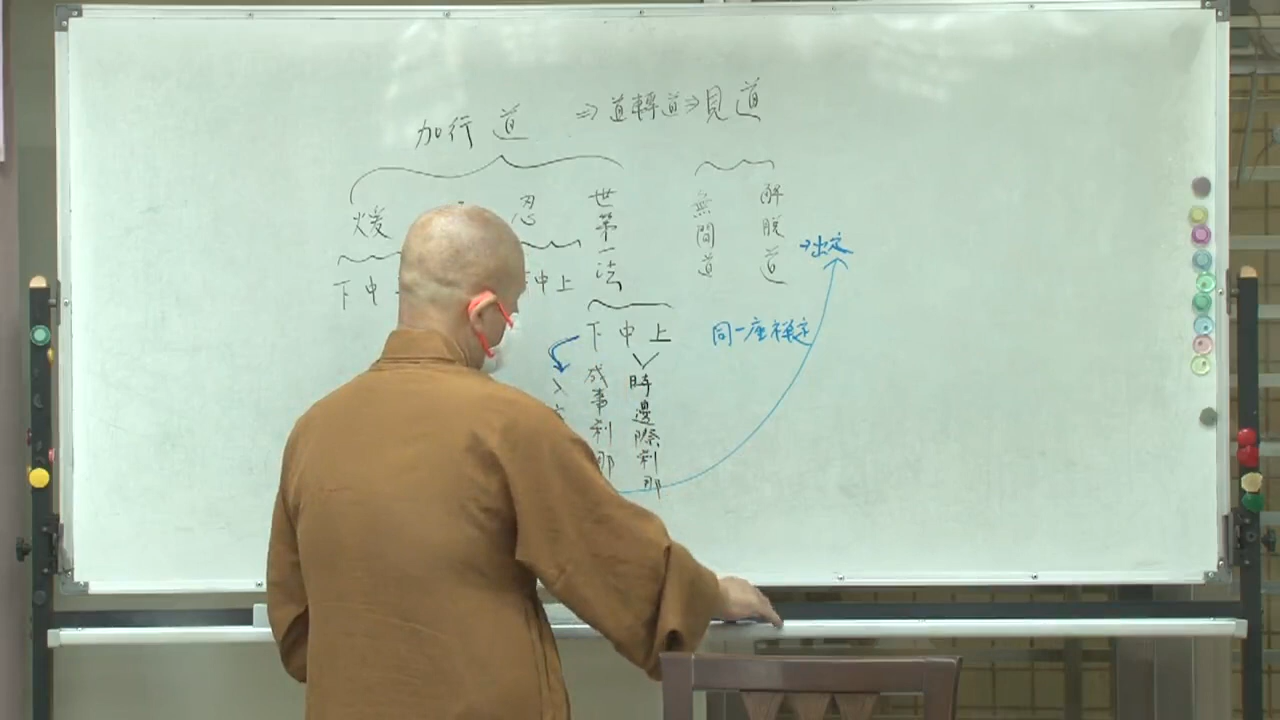 加行道 ⇒ 道轉道 ⇒ 見道
煖 忍 世第一法 無間道 解脫道
下中 中上 →出定
下中上 同一座禪定
入
成事剎那
時邊際剎那